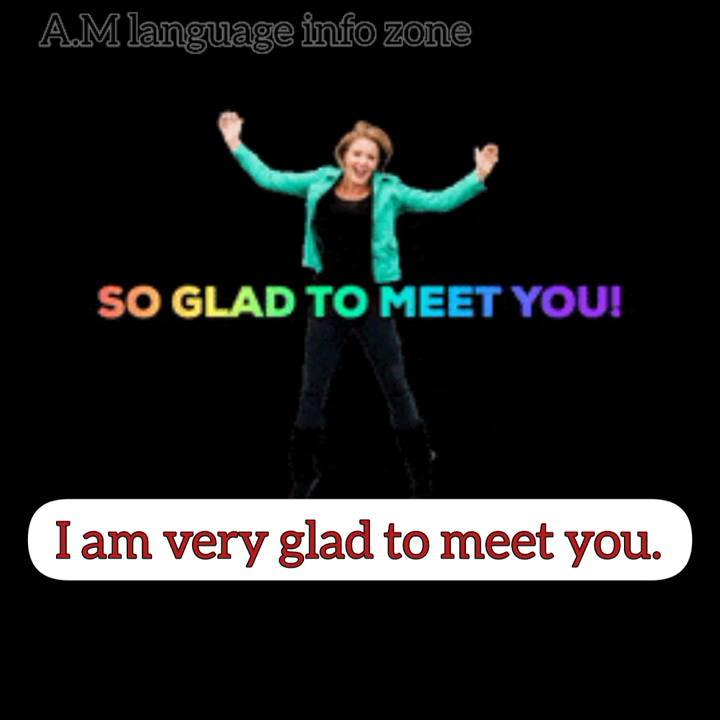 A.M language info zone
SO GLAD TO MEET YOU!
I am very glad to meet you.